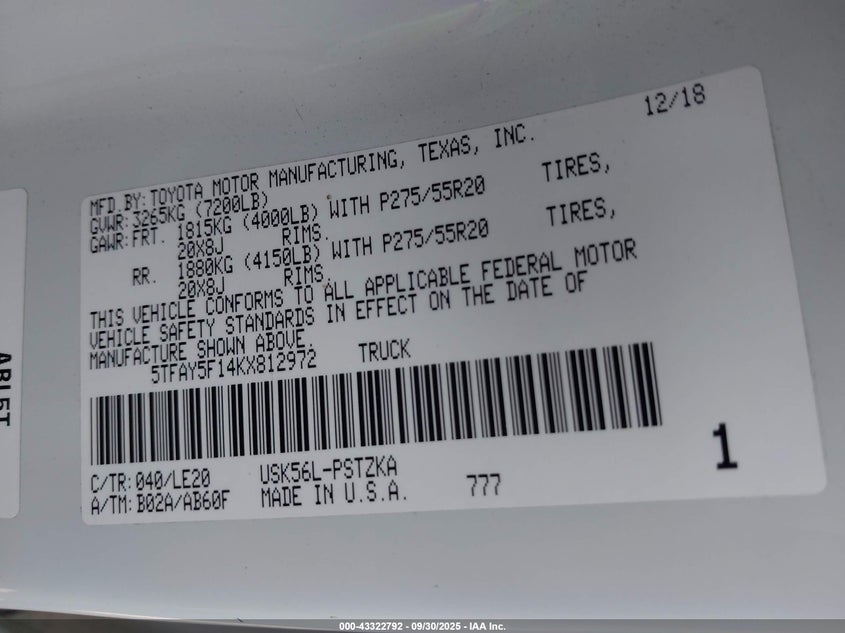 12/18
MFD BY: TOYOTA MOTOR MANUFACTURING, TEXAS, INC.
GVWR: 3265KG (7200LB)
GAWR: FRT. 1815KG (4000LB) WITH P275/55R20 TIRES,
20X8J RIMS.
RR. 1880KG (4150LB) WITH P275/55R20 TIRES,
20X8J RIMS.
THIS VEHICLE CONFORMS TO ALL APPLICABLE FEDERAL MOTOR
VEHICLE SAFETY STANDARDS IN EFFECT ON THE DATE OF
MANUFACTURE SHOWN ABOVE.
5TFAY5F14KX812972 TRUCK
C/TR: 040/LE20 USK56L-PSTZKA
A/TM: B02A/AB60F MADE IN U.S.A. 777
1
000-43322792 - 09/30/2025 - IAA Inc.